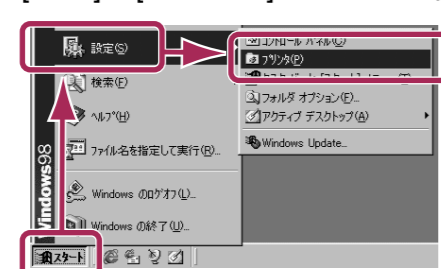 設定(S)
検索(F)
ヘルプ(H)
ファイル名を指定して実行(R)...
Windows のログオフ(L)...
Windows の終了(U)...
Windows98
スタート
コントロール パネル(C)
プリンタ(P)
フォルダ オプション(F)...
アクティブ デスクトップ(A)
Windows Update...